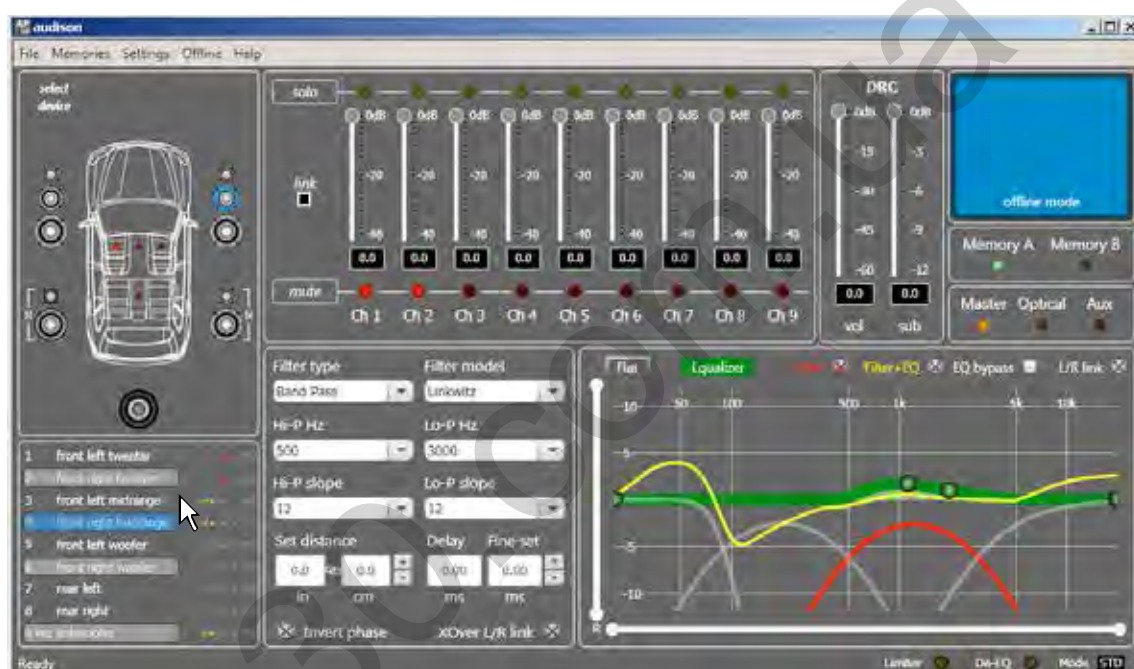 audison
File Memories Settings Offline Help
select
device
solo
link
mute
0dB 0dB 0dB 0dB 0dB 0dB 0dB 0dB 0dB
-20 -20 -20 -20 -20 -20 -20 -20 -20
-40 -40 -40 -40 -40 -40 -40 -40 -40
0.0 0.0 0.0 0.0 0.0 0.0 0.0 0.0 0.0
Ch 1 Ch 2 Ch 3 Ch 4 Ch 5 Ch 6 Ch 7 Ch 8 Ch 9
DRC
0dB 0dB
-15 -3
-6
-45 -9
-60 -12
0.0 0.0
vol sub
offline mode
Memory A Memory B
Master Optical Aux
1 front left tweeter
2
3 front left midrange
front right midrange
5 front left woofer
6 front right woofer
7 rear left
8 rear right
Filter type Filter model
Band Pass Linkwitz
Hi-P Hz Lo-P Hz
500 3000
Hi-P slope Lo-P slope
12 12
Set distance Delay Fine-set
0.0 0.0 0.00 0.00
in cm ms ms
Invert phase XOver L/R link
Flat Equalizer Filter+EQ EQ bypass L/R link
50 100 500 1k 5k 10k
-10
-5
-5
-10
R
Ready
Limiter De-EQ Mode STD